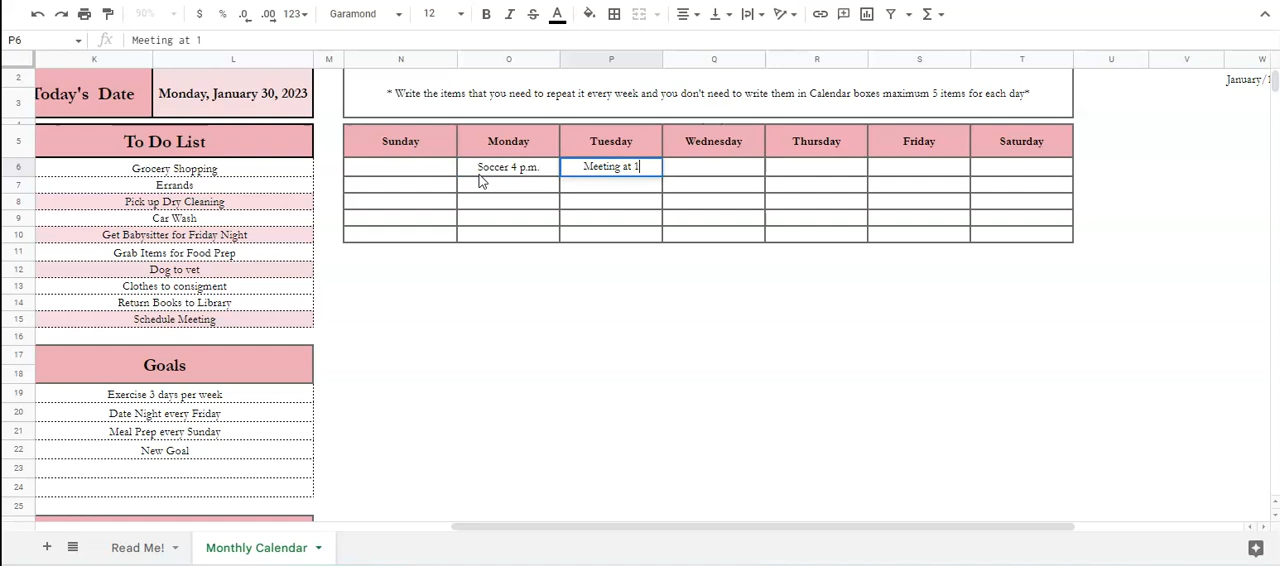 90%
$ % .0 .00 123
Garamond
12
B I S A
P6
fx Meeting at 1
K L M N O P Q R S T U V W
2
Today's Date
Monday, January 30, 2023
* Write the items that you need to repeat it every week and you don't need to write them in Calendar boxes maximum 5 items for each day*
January/1
3
4
5
To Do List
Sunday Monday Tuesday Wednesday Thursday Friday Saturday
6 Grocery Shopping Soccer 4 p.m. Meeting at 1
7 Errands
8 Pick up Dry Cleaning
9 Car Wash
10 Get Babysitter for Friday Night
11 Grab Items for Food Prep
12 Dog to vet
13 Clothes to consigment
14 Return Books to Library
15 Schedule Meeting
16
17
Goals
18
19 Exercise 3 days per week
20 Date Night every Friday
21 Meal Prep every Sunday
22 New Goal
23
24
25
Read Me!
Monthly Calendar